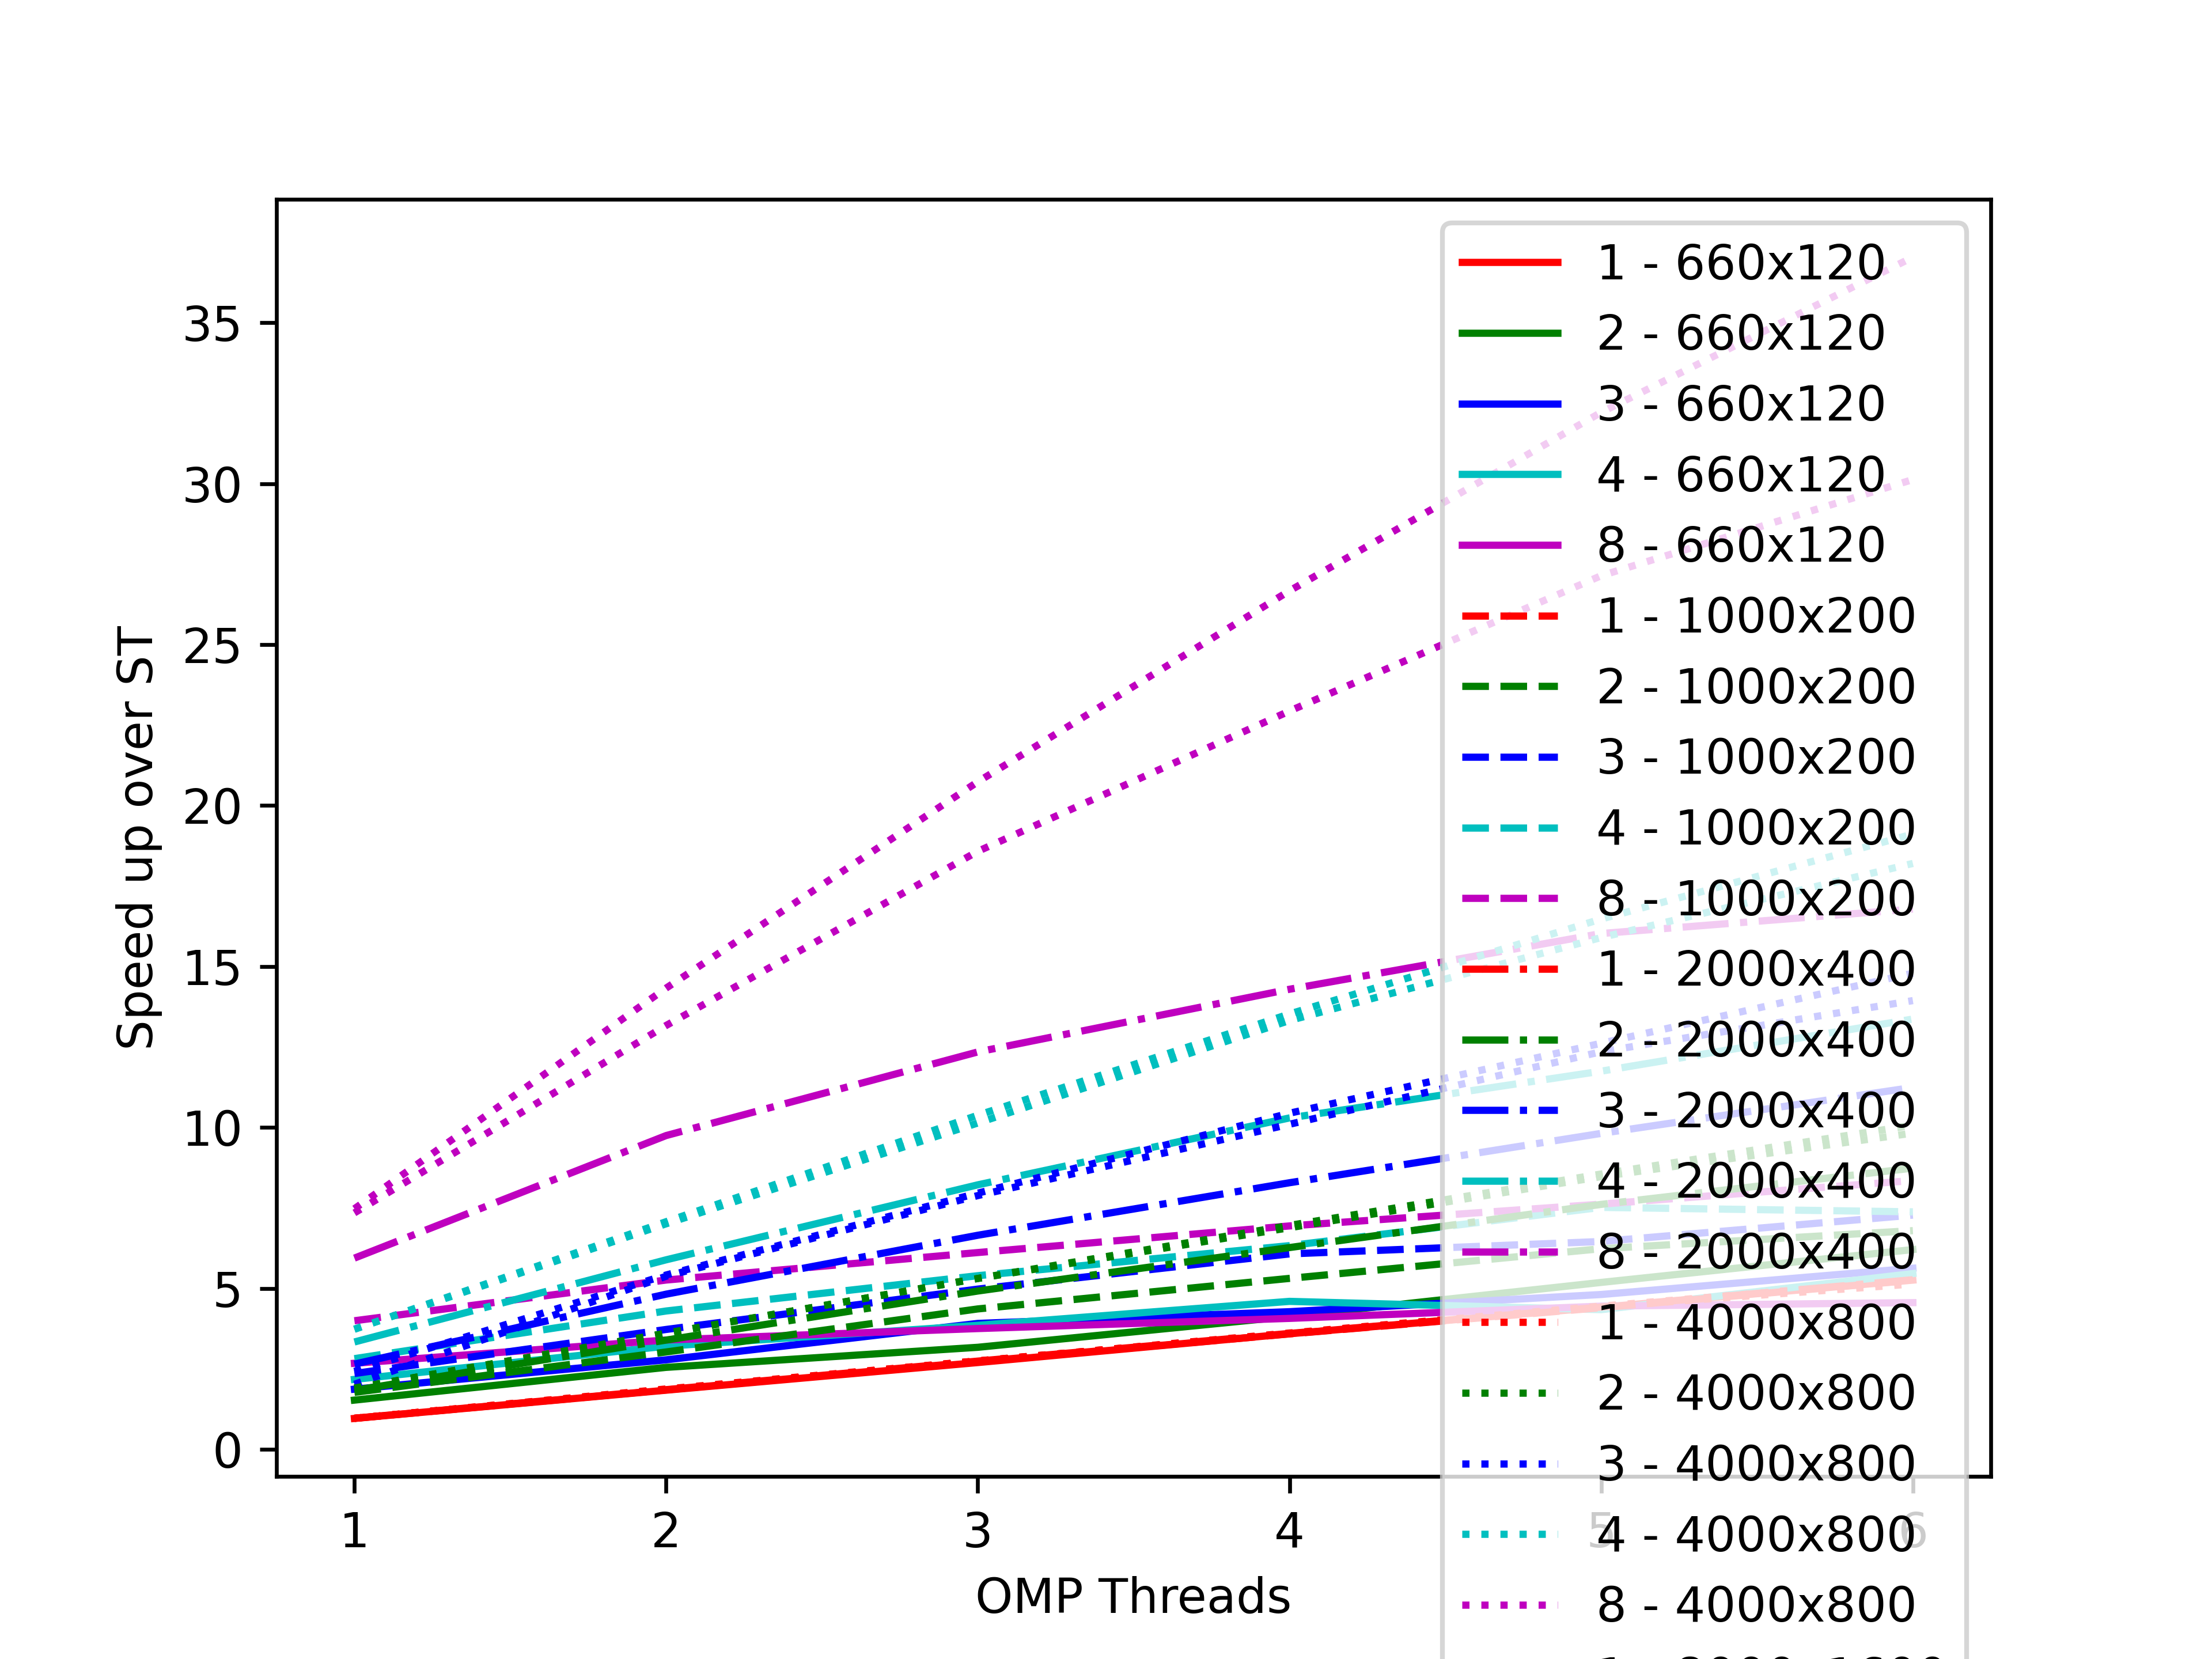 35
30
25
20
15
10
5
0
Speed up over ST
1 2 3 4 5 6
OMP Threads
1 - 660x120
2 - 660x120
3 - 660x120
4 - 660x120
8 - 660x120
1 - 1000x200
2 - 1000x200
3 - 1000x200
4 - 1000x200
8 - 1000x200
1 - 2000x400
2 - 2000x400
3 - 2000x400
4 - 2000x400
8 - 2000x400
1 - 4000x800
2 - 4000x800
3 - 4000x800
4 - 4000x800
8 - 4000x800